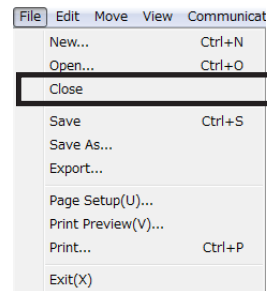 File Edit Move View Communicat
New... Ctrl+N
Open... Ctrl+O
Close
Save Ctrl+S
Save As...
Export...
Page Setup(U)...
Print Preview(V)...
Print... Ctrl+P
Exit(X)